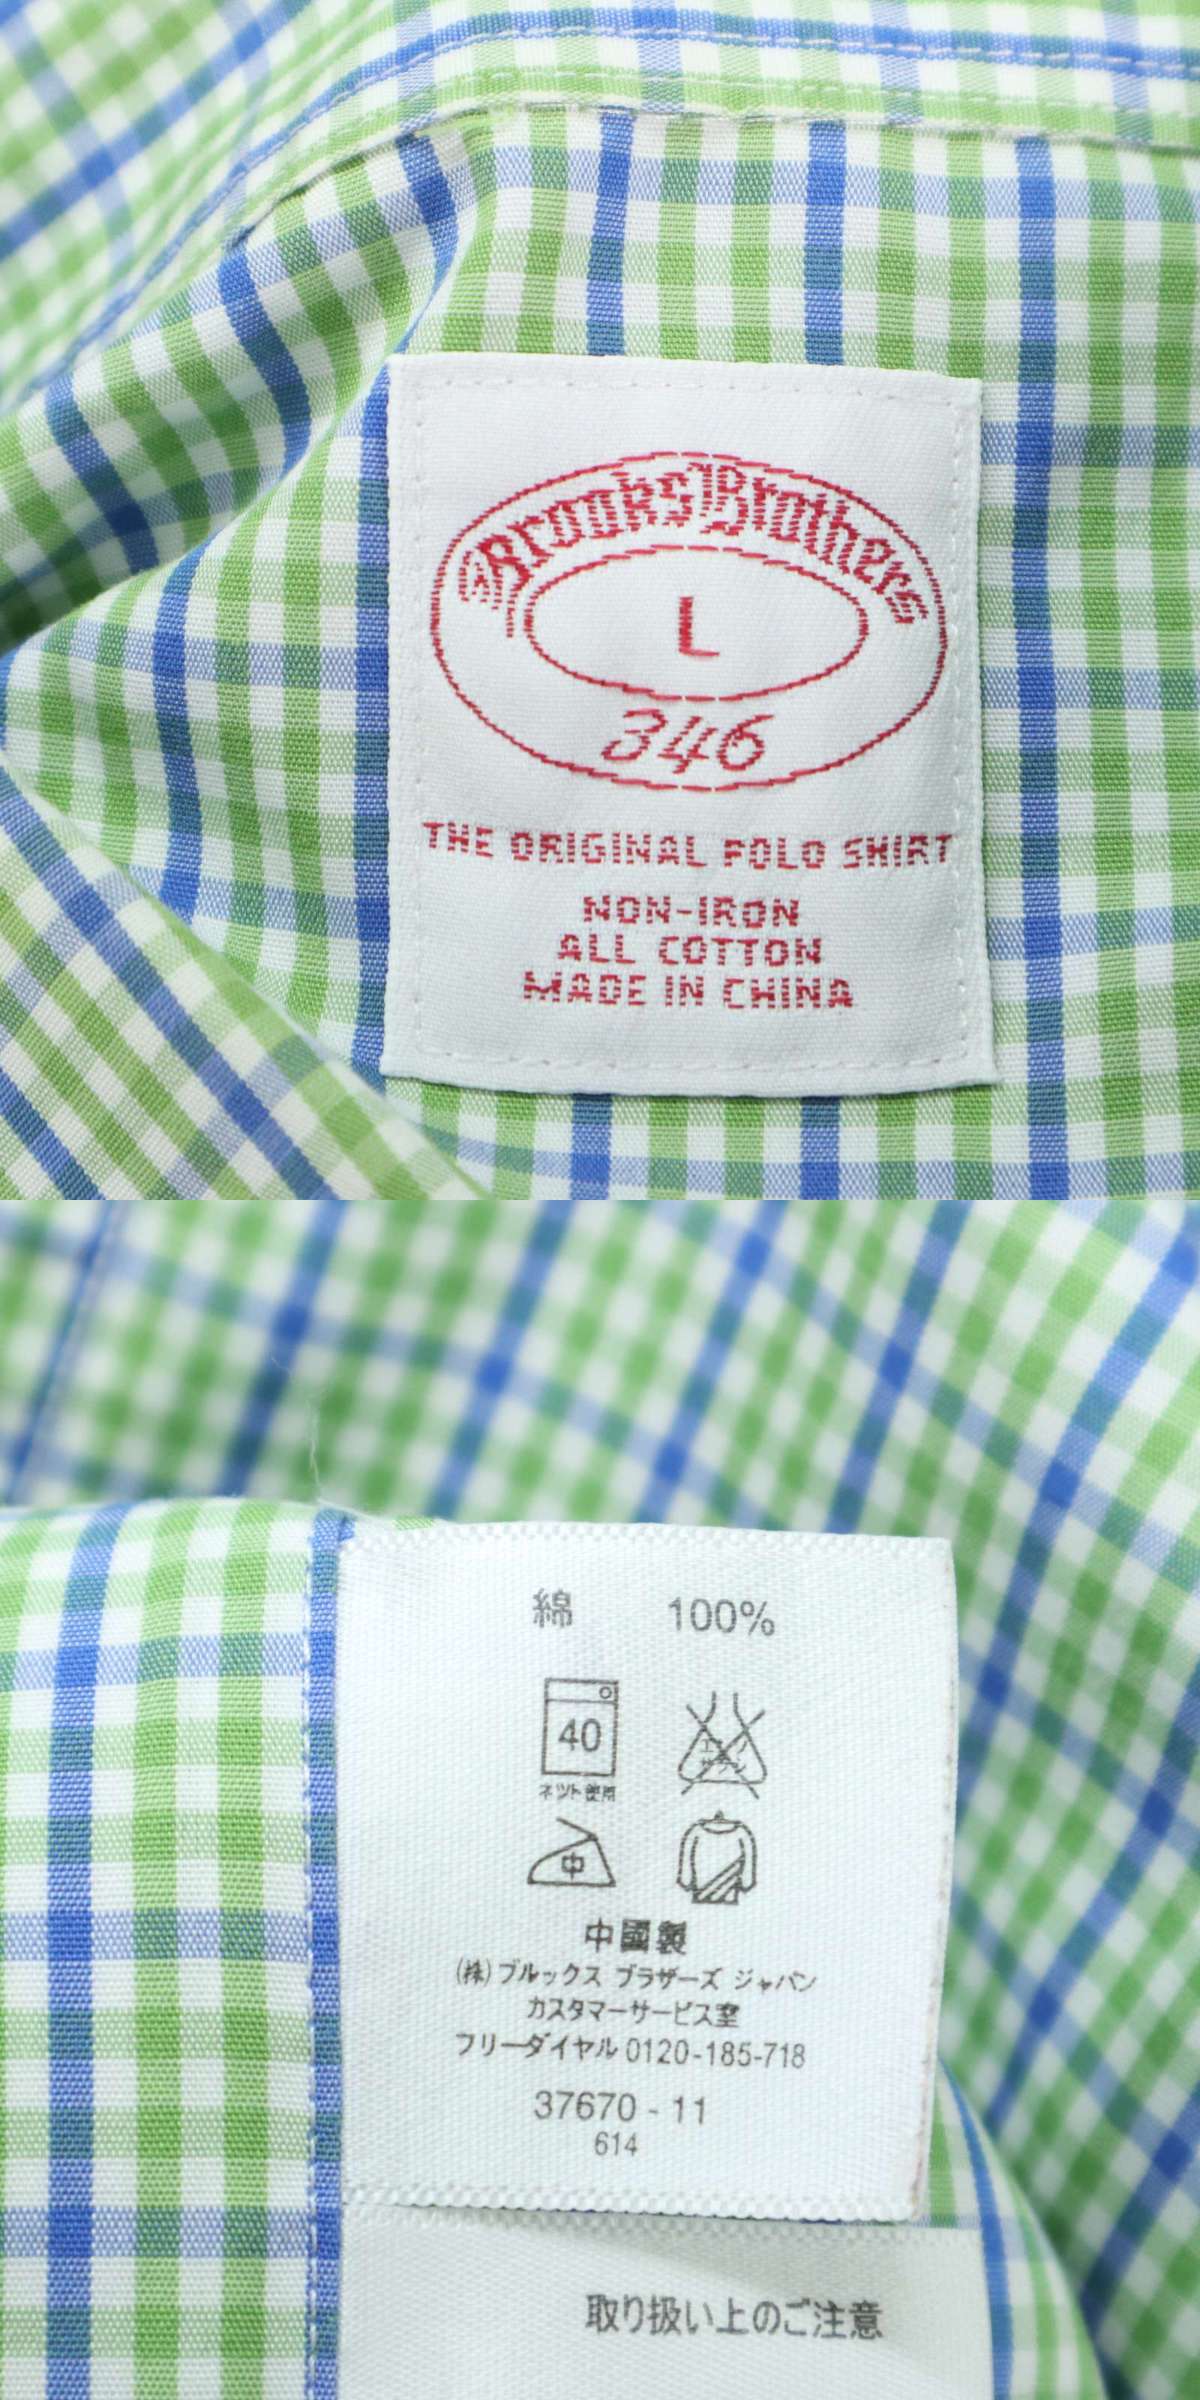 Brooks Brothers
L
346
THE ORIGINAL POLO SHIRT
NON-IRON
ALL COTTON
MADE IN CHINA
綿 100%
40
ネット使用
中
中國製
(株)ブルックス ブラザーズ ジャパン
カスタマーサービス室
フリーダイヤル 0120-185-718
37670 - 11
614
取り扱い上のご注意